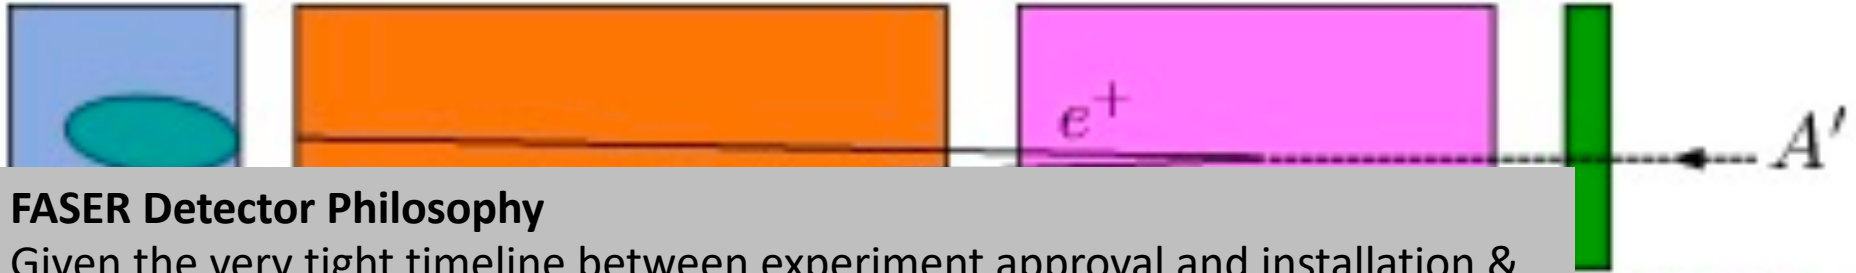 e+
A′
FASER Detector Philosophy
Given the very tight timeline between experiment approval and installation &